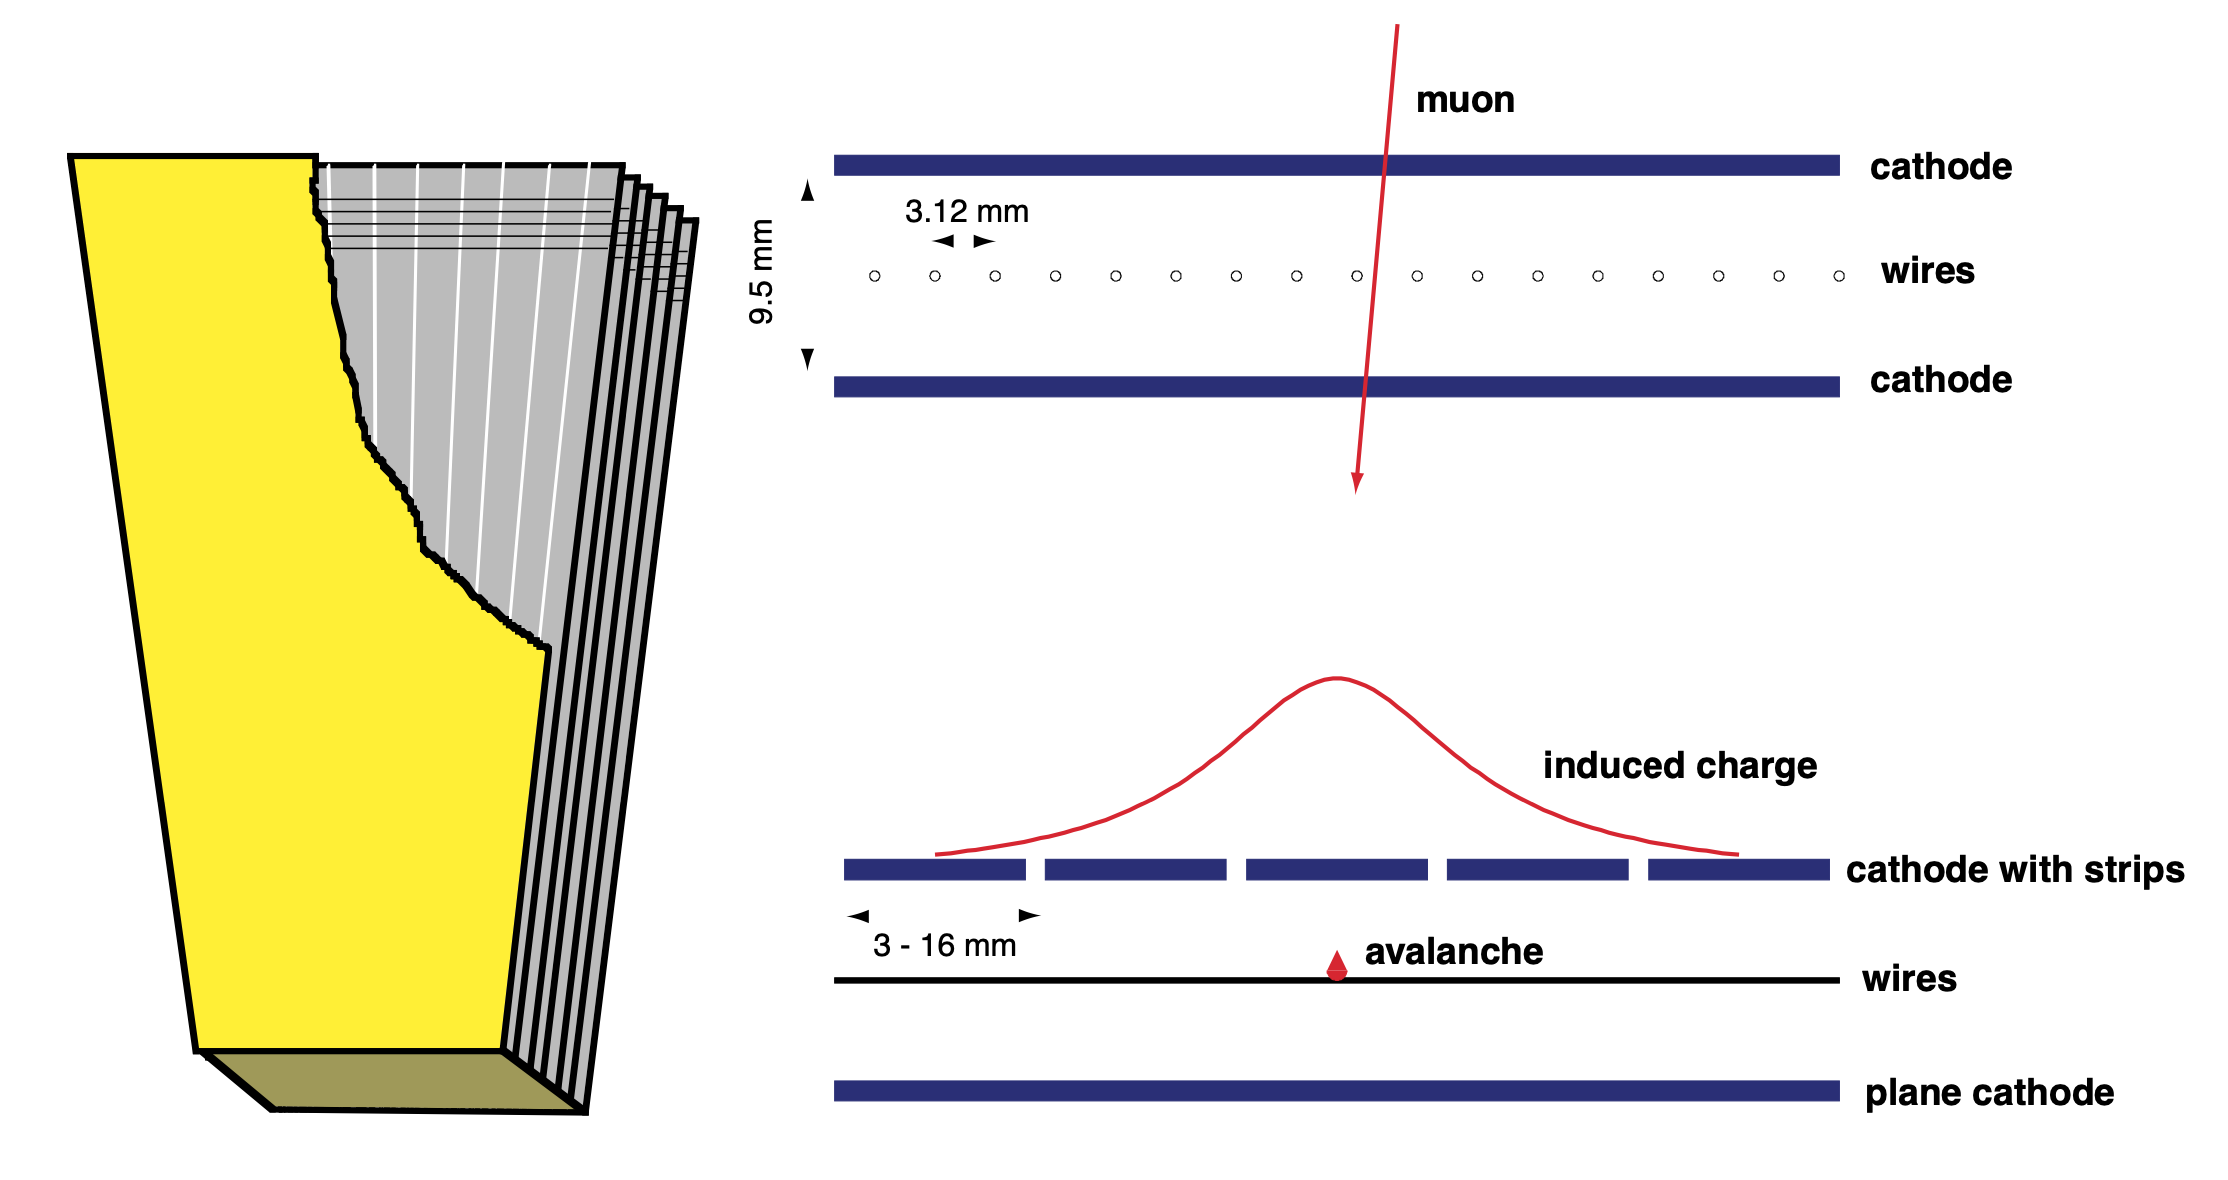 muon
cathode
3.12 mm
9.5 mm
wires
cathode
induced charge
cathode with strips
3 - 16 mm
avalanche
wires
plane cathode